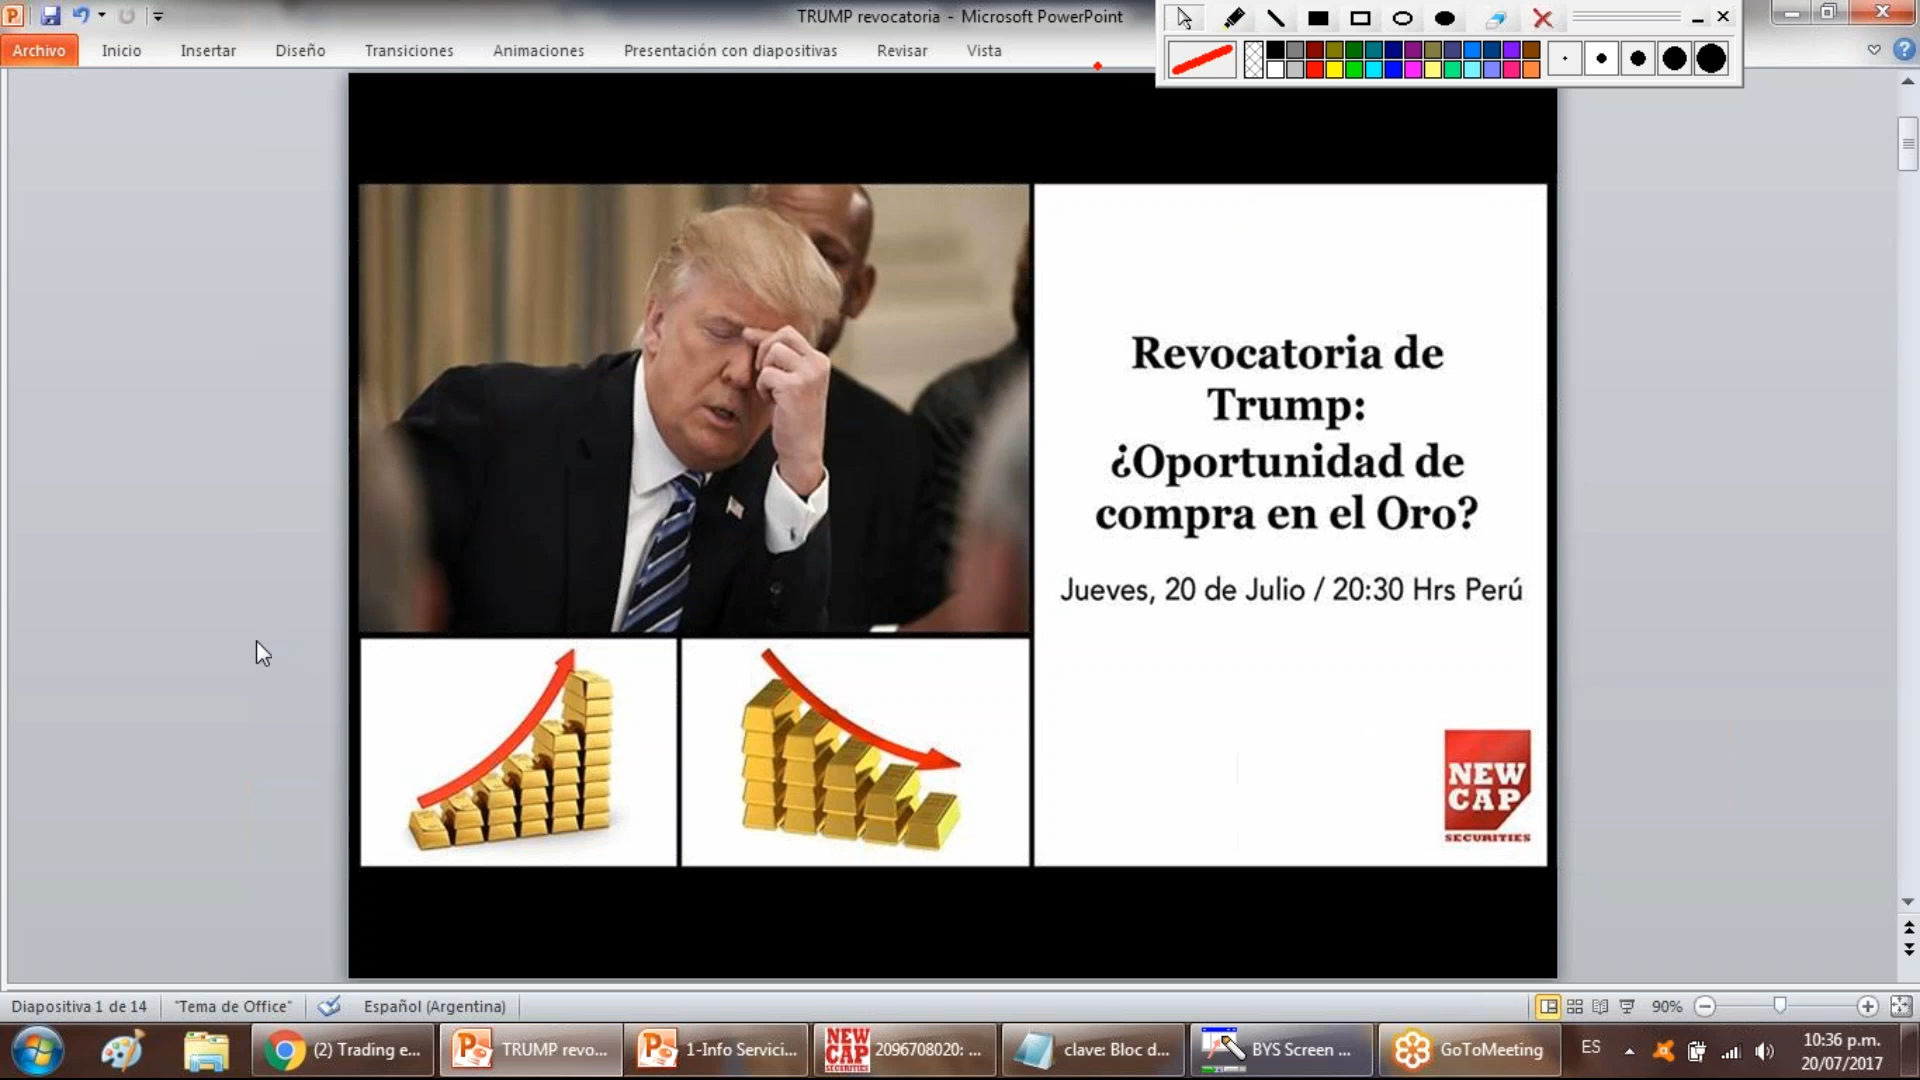 TRUMP revocatoria - Microsoft PowerPoint
Archivo Inicio Insertar Diseño Transiciones Animaciones Presentación con diapositivas Revisar Vista
Revocatoria de
Trump:
¿Oportunidad de
compra en el Oro?
Jueves, 20 de Julio / 20:30 Hrs Perú
NEW
CAP
SECURITIES
Diapositiva 1 de 14 "Tema de Office" Español (Argentina) 90%
(2) Trading e... TRUMP revo... 1-Info Servici... NEW CAP SECURITIES 2096708020: ... clave: Bloc d... BYS Screen ... GoToMeeting ES 10:36 p.m.
20/07/2017